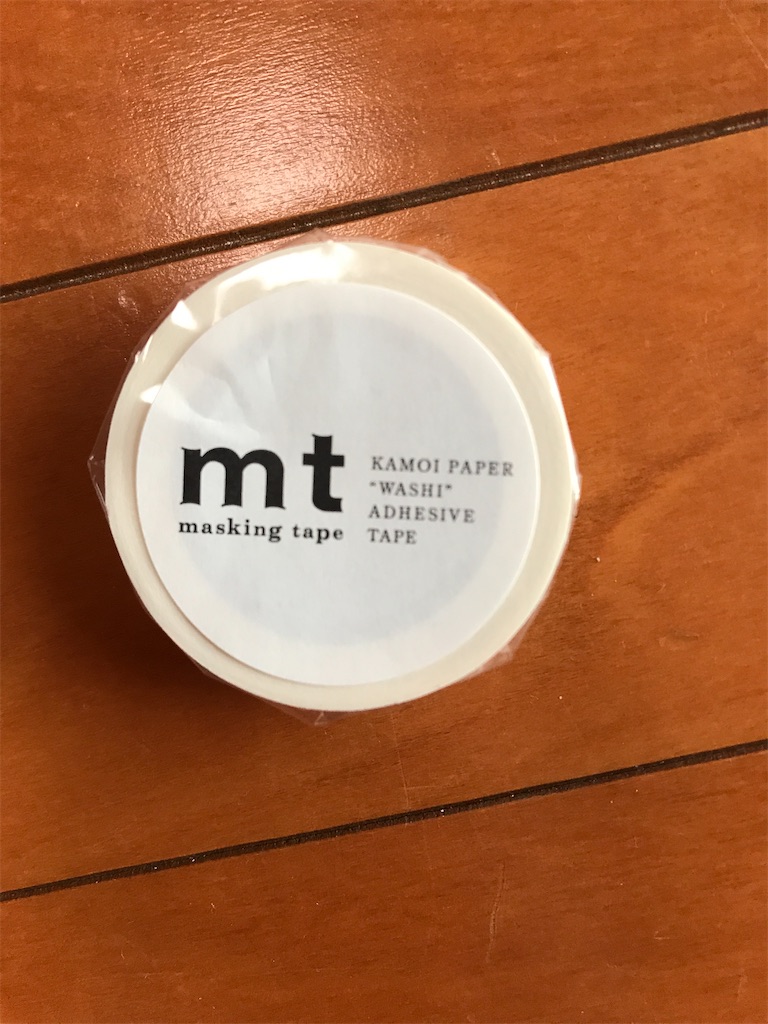 mt
masking tape
KAMOI PAPER
"WASHI"
ADHESIVE
TAPE